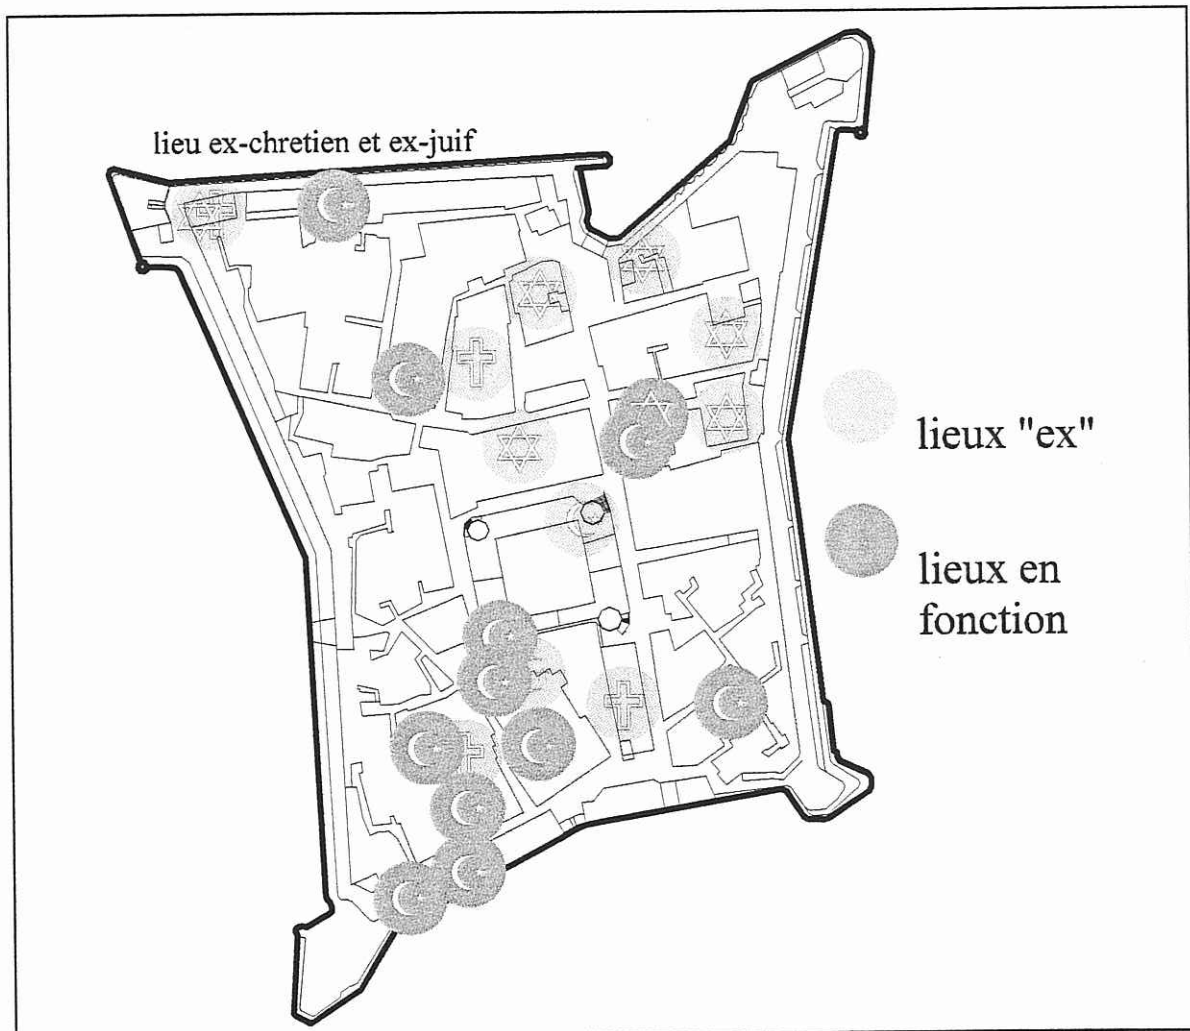 lieu ex-chretien et ex-juif
lieux "ex"
lieux en
fonction